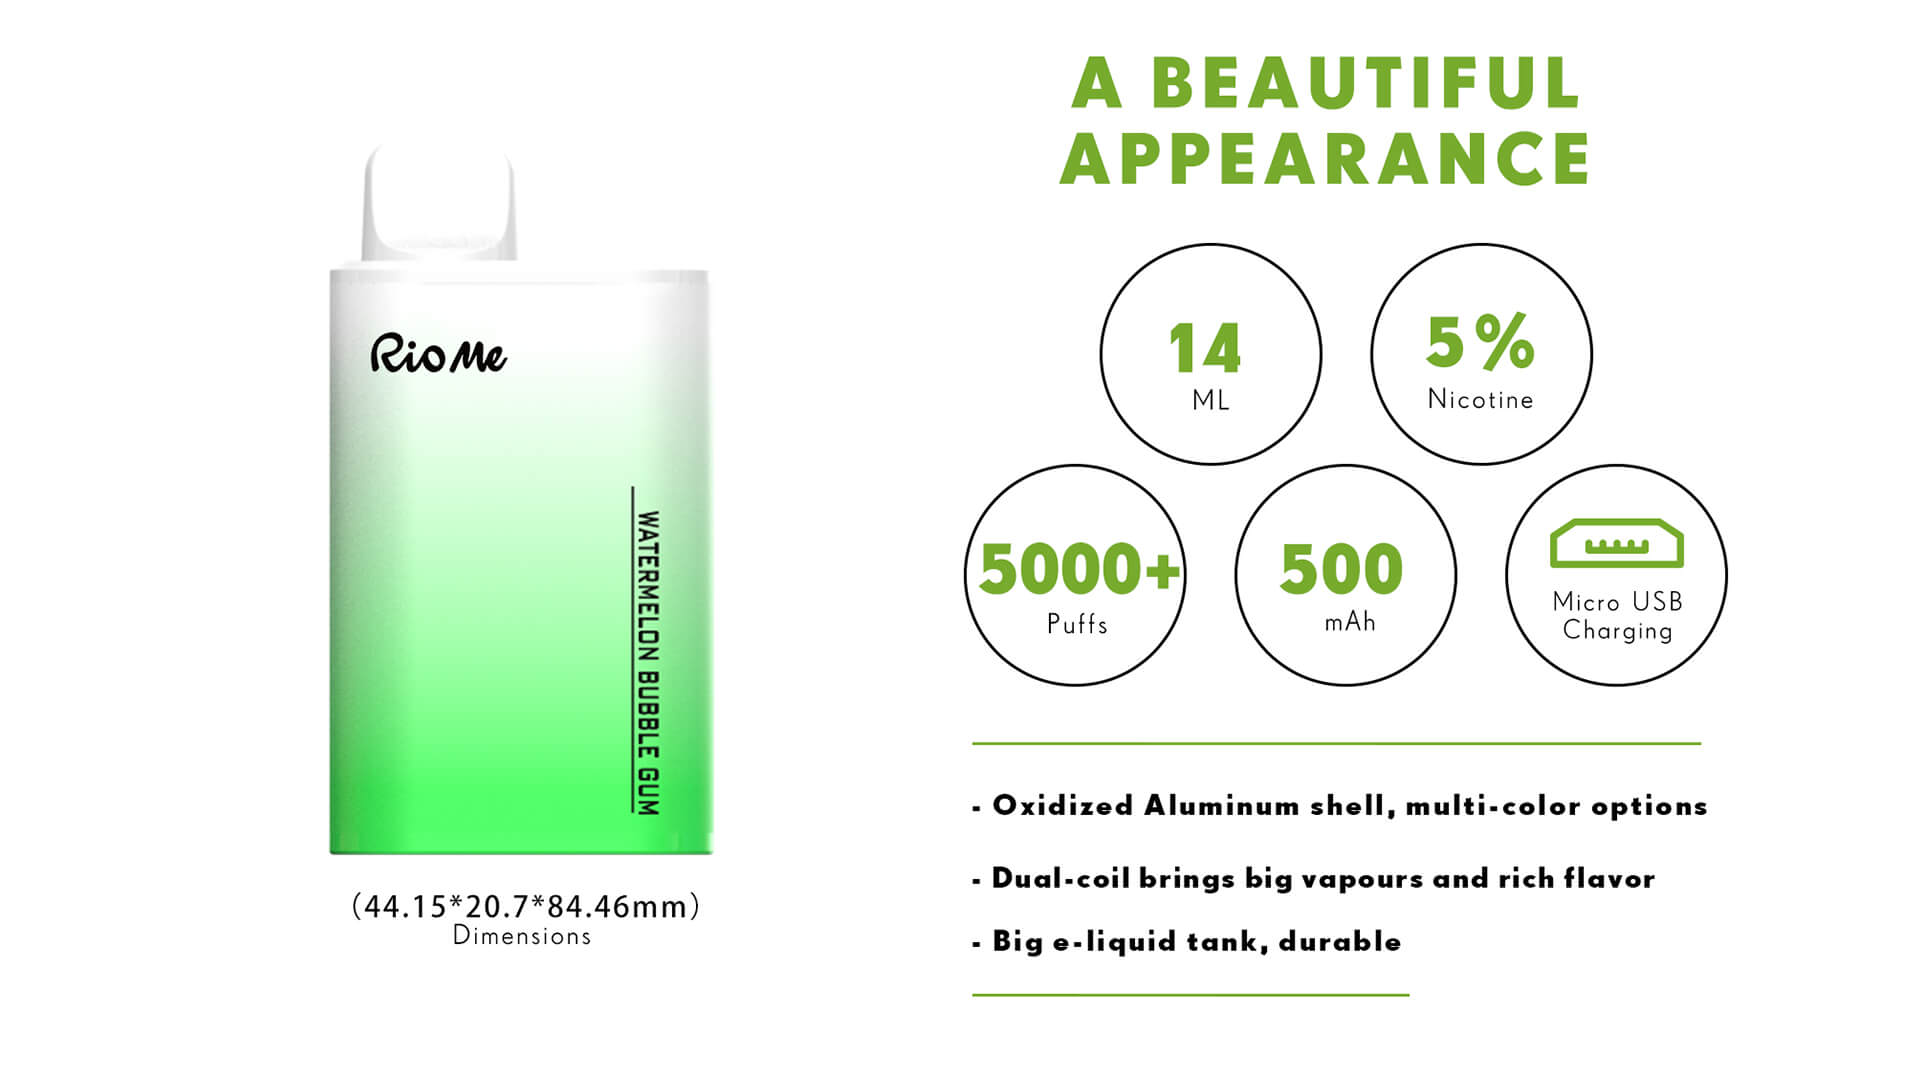 Rio Me
WATERMELON BUBBLE GUM
(44.15*20.7*84.46mm)
Dimensions
A BEAUTIFUL
APPEARANCE
14
ML
5%
Nicotine
5000+
Puffs
500
mAh
Micro USB
Charging
- Oxidized Aluminum shell, multi-color options
- Dual-coil brings big vapours and rich flavor
- Big e-liquid tank, durable